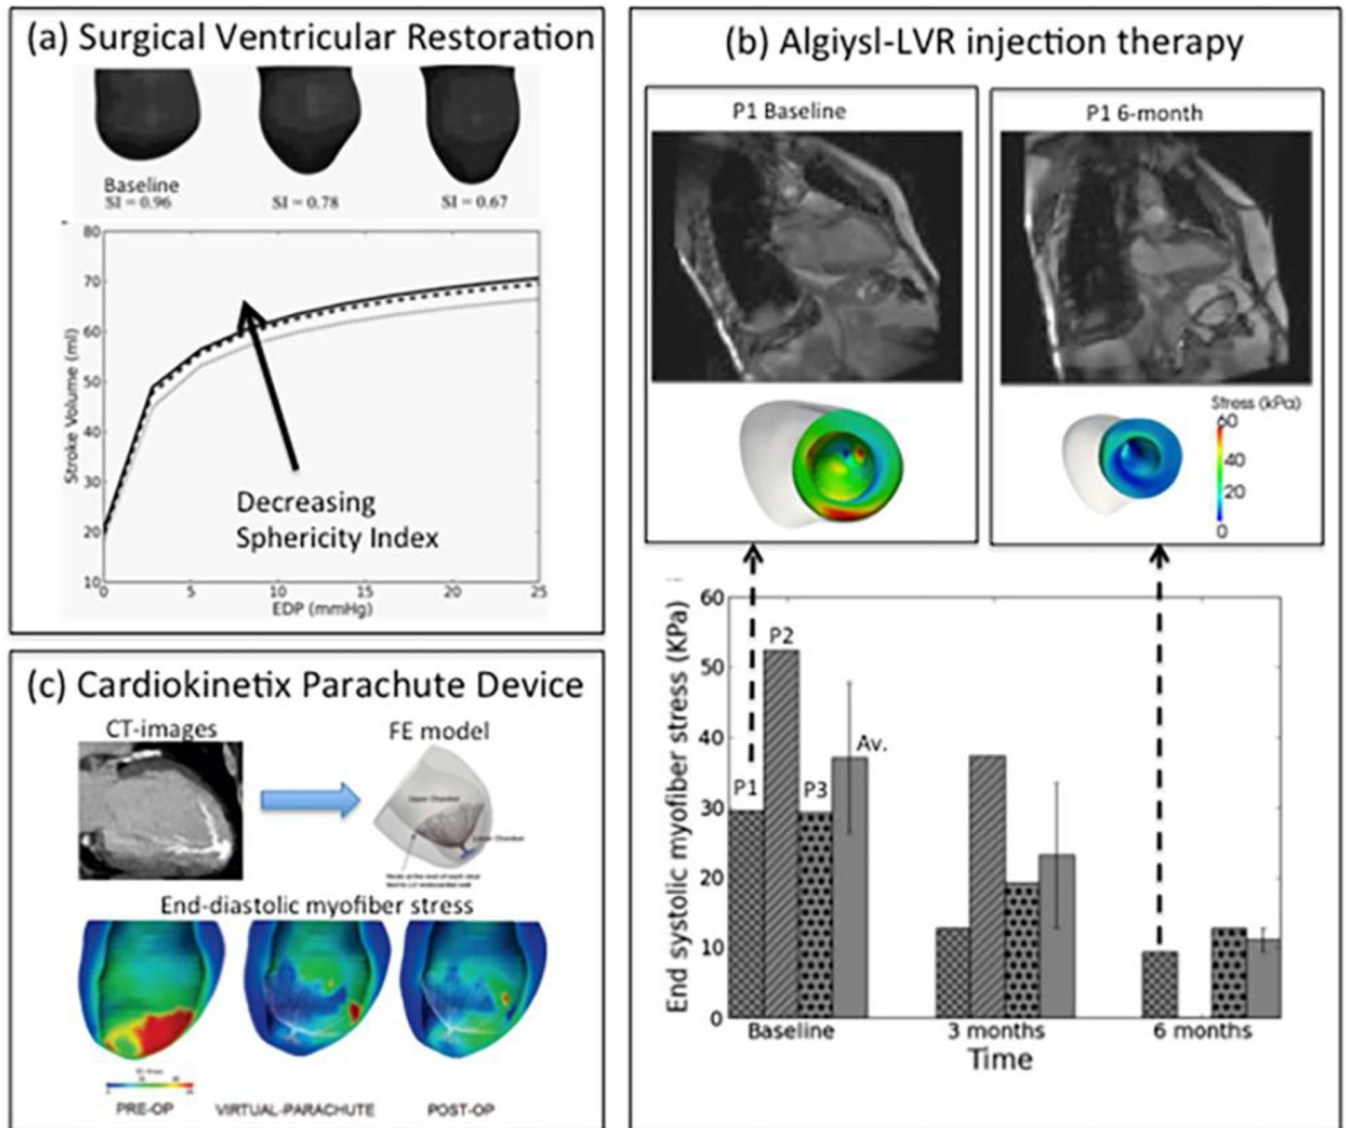 (a) Surgical Ventricular Restoration
Baseline
SI = 0.96
SI = 0.78
SI = 0.67
80
70
60
50
40
30
20
10
Stroke Volume (ml)
0
5
10
15
20
25
EDP (mmHg)
Decreasing
Sphericity Index
(b) Algiysl-LVR injection therapy
P1 Baseline
P1 6-month
Stress (kPa)
60
40
20
0
60
50
40
30
20
10
0
End systolic myofiber stress (KPa)
P1
P2
P3
Av.
Baseline
3 months
6 months
Time
(c) Cardiokinetix Parachute Device
CT-images
FE model
Upper Chamber
Chamber
End-diastolic myofiber stress
PRE-OP
VIRTUAL-PARACHUTE
POST-OP